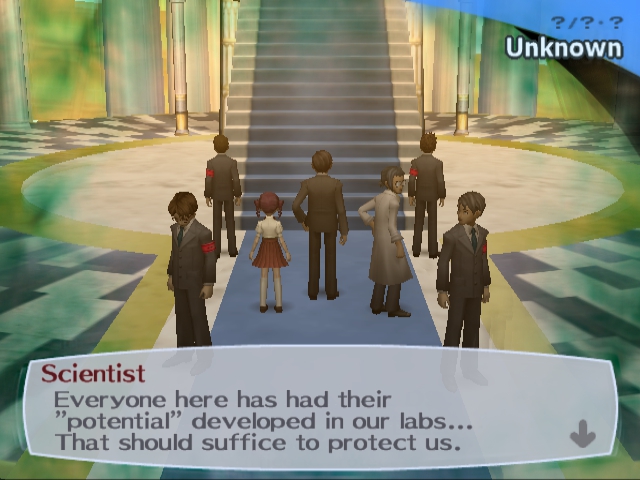 ?/?・?
Unknown
Scientist
Everyone here has had their
"potential" developed in our labs...
That should suffice to protect us.